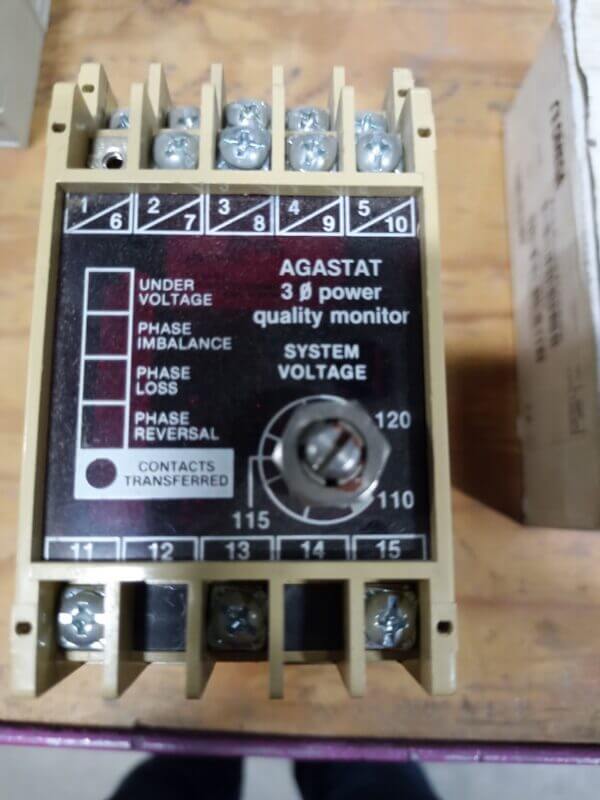 1/6 2/7 3/8 4/9 5/10
AGASTAT
3 Ø power
quality monitor
UNDER
VOLTAGE
PHASE
IMBALANCE
PHASE
LOSS
PHASE
REVERSAL
CONTACTS
TRANSFERRED
SYSTEM
VOLTAGE
120
110
115
11 12 13 14 15